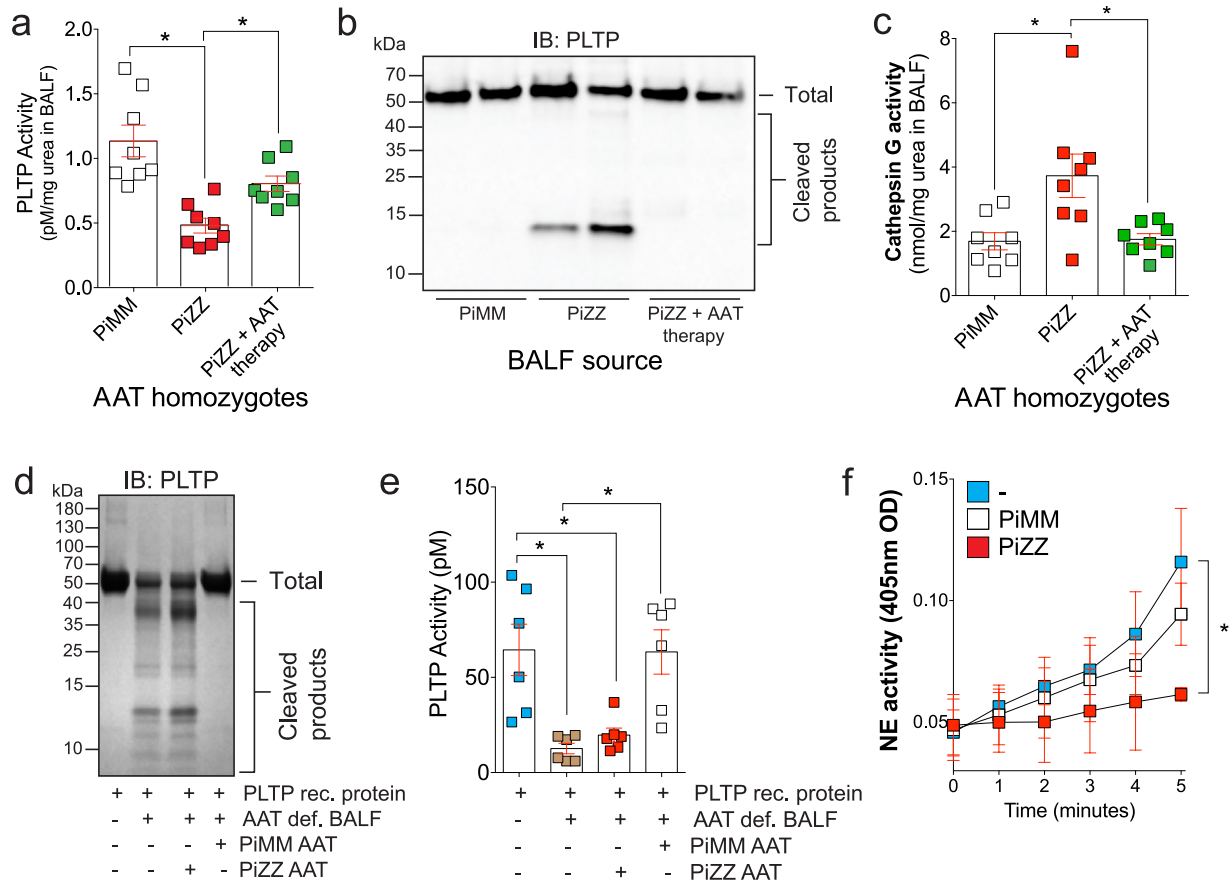 a
PLTP Activity
(pM/mg urea in BALF)
2.0
1.5
1.0
0.5
0.0
*
*
PiMM
PiZZ
PiZZ + AAT
therapy
AAT homozygotes
b
IB: PLTP
kDa
70
50
40
25
15
10
Total
Cleaved
products
PiMM
PiZZ
PiZZ + AAT
therapy
BALF source
c
Cathepsin G activity
(nmol/mg urea in BALF)
8
6
4
2
0
*
*
PiMM
PiZZ
PiZZ + AAT
therapy
AAT homozygotes
d
IB: PLTP
kDa
180
130
100
70
50
40
35
25
15
10
Total
Cleaved
products
+ + + + PLTP rec. protein
- + + + AAT def. BALF
- - - + PiMM AAT
- - + - PiZZ AAT
e
PLTP Activity (pM)
150
100
50
0
*
*
*
+ + + + PLTP rec. protein
- + + + AAT def. BALF
- - - + PiMM AAT
- - + - PiZZ AAT
f
NE activity (405nm OD)
0.15
0.10
0.05
-
PiMM
PiZZ
*
0 1 2 3 4 5
Time (minutes)